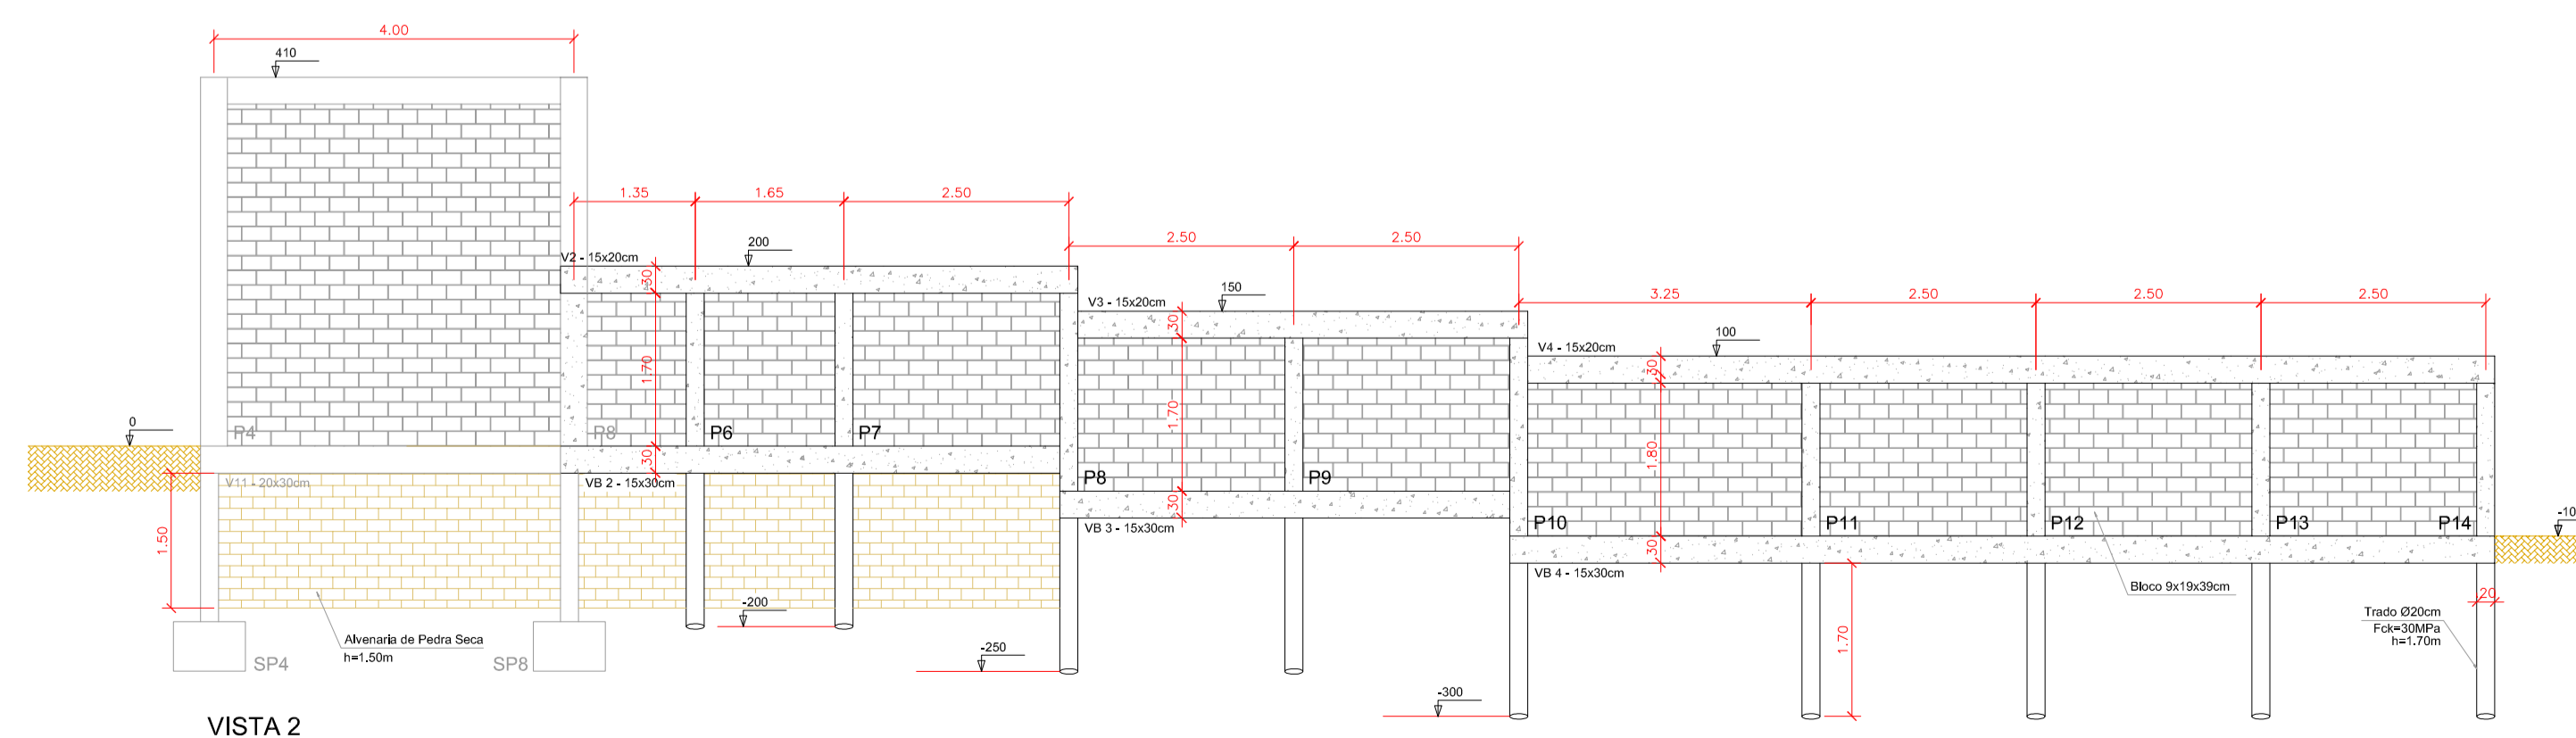 4.00
410
1.35
1.65
2.50
200
V2 - 15x20cm
30
2.50
2.50
150
V3 - 15x20cm
30
3.25
2.50
2.50
2.50
100
V4 - 15x20cm
30
1.70
1.70
1.80
0
P4
P8
P6
P7
30
V11 - 20x30cm
VB 2 - 15x30cm
P8
P9
30
VB 3 - 15x30cm
P10
P11
P12
P13
P14
-10
30
VB 4 - 15x30cm
1.50
Bloco 9x19x39cm
-200
20
Trado Ø20cm
Fck=30MPa
h=1.70m
1.70
Alvenaria de Pedra Seca
h=1.50m
SP4
SP8
-250
-300
VISTA 2